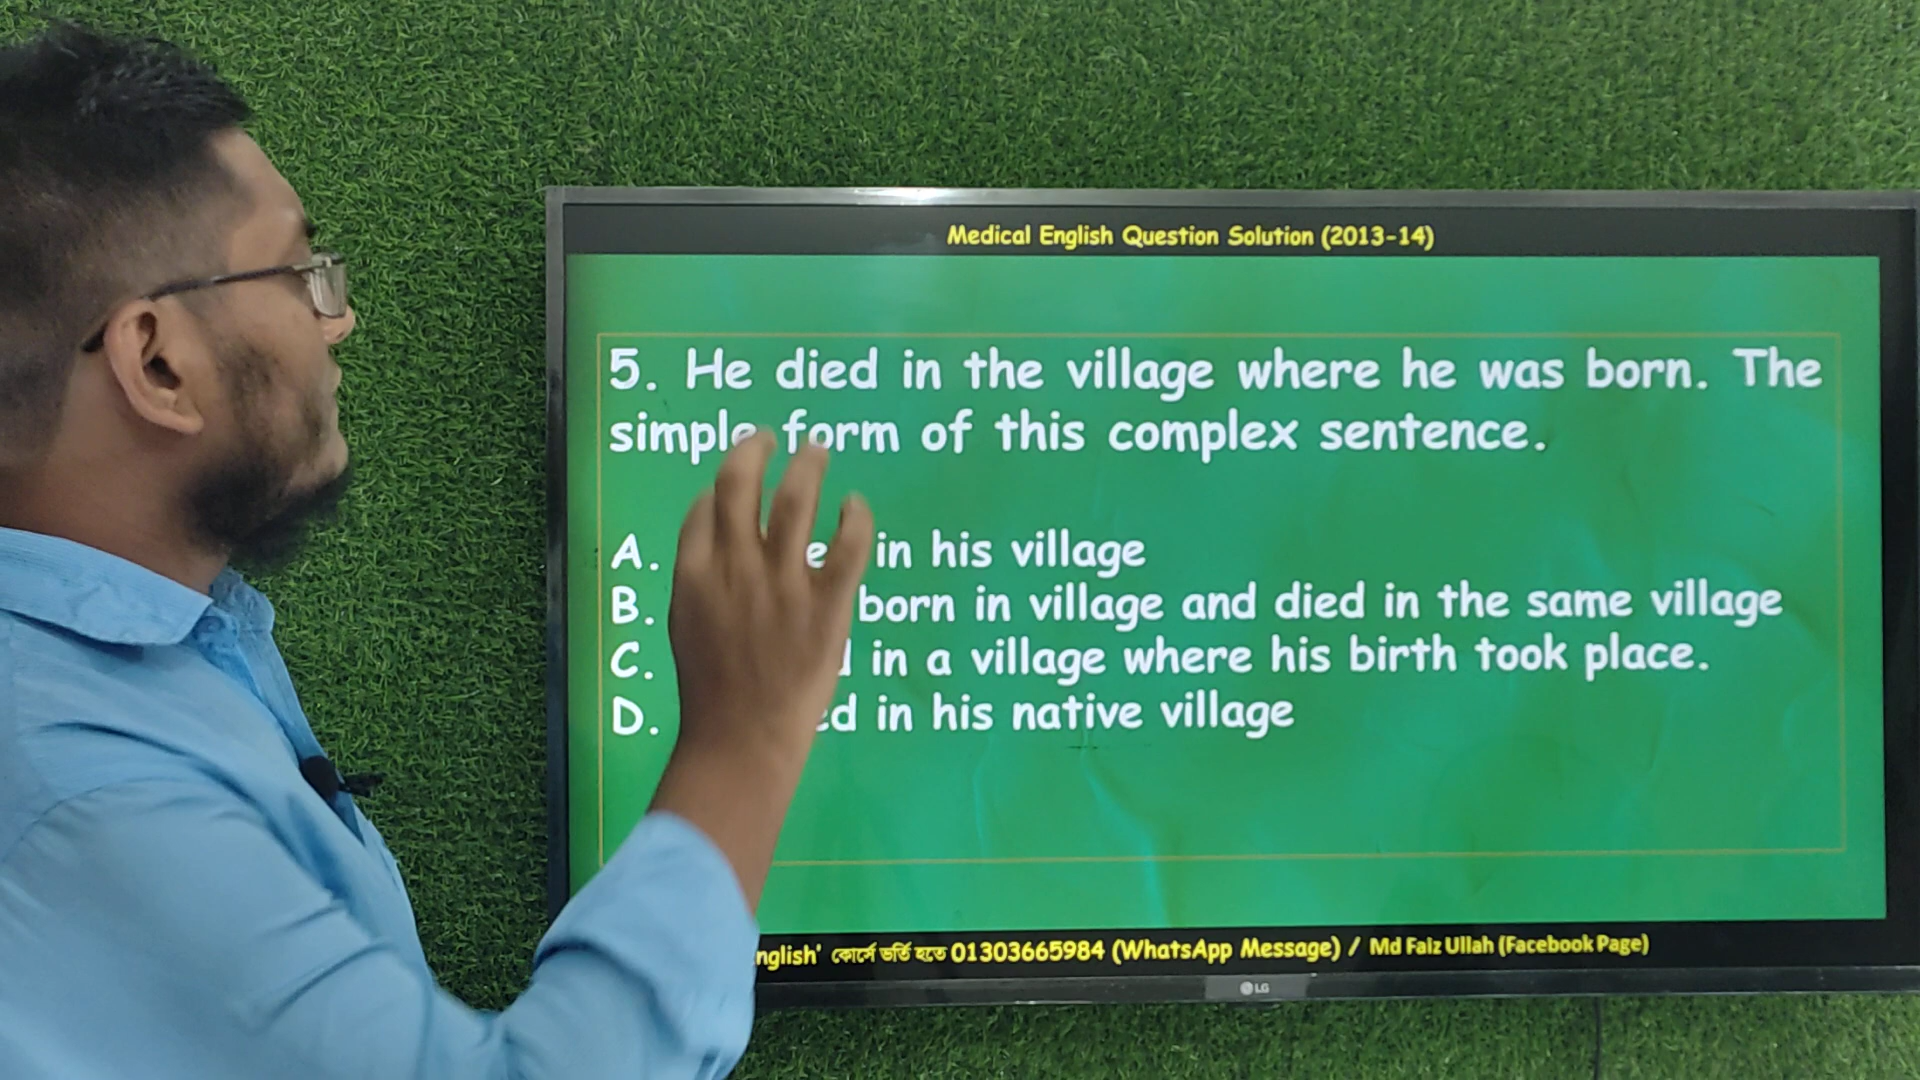 Medical English Question Solution (2013-14)
5. He died in the village where he was born. The
simple form of this complex sentence.
A. in his village
B. born in village and died in the same village
C. in a village where his birth took place.
D. in his native village
nglish' কোর্সে ভর্তি হতে 01303665984 (WhatsApp Message) / Md Faiz Ullah (Facebook Page)
LG